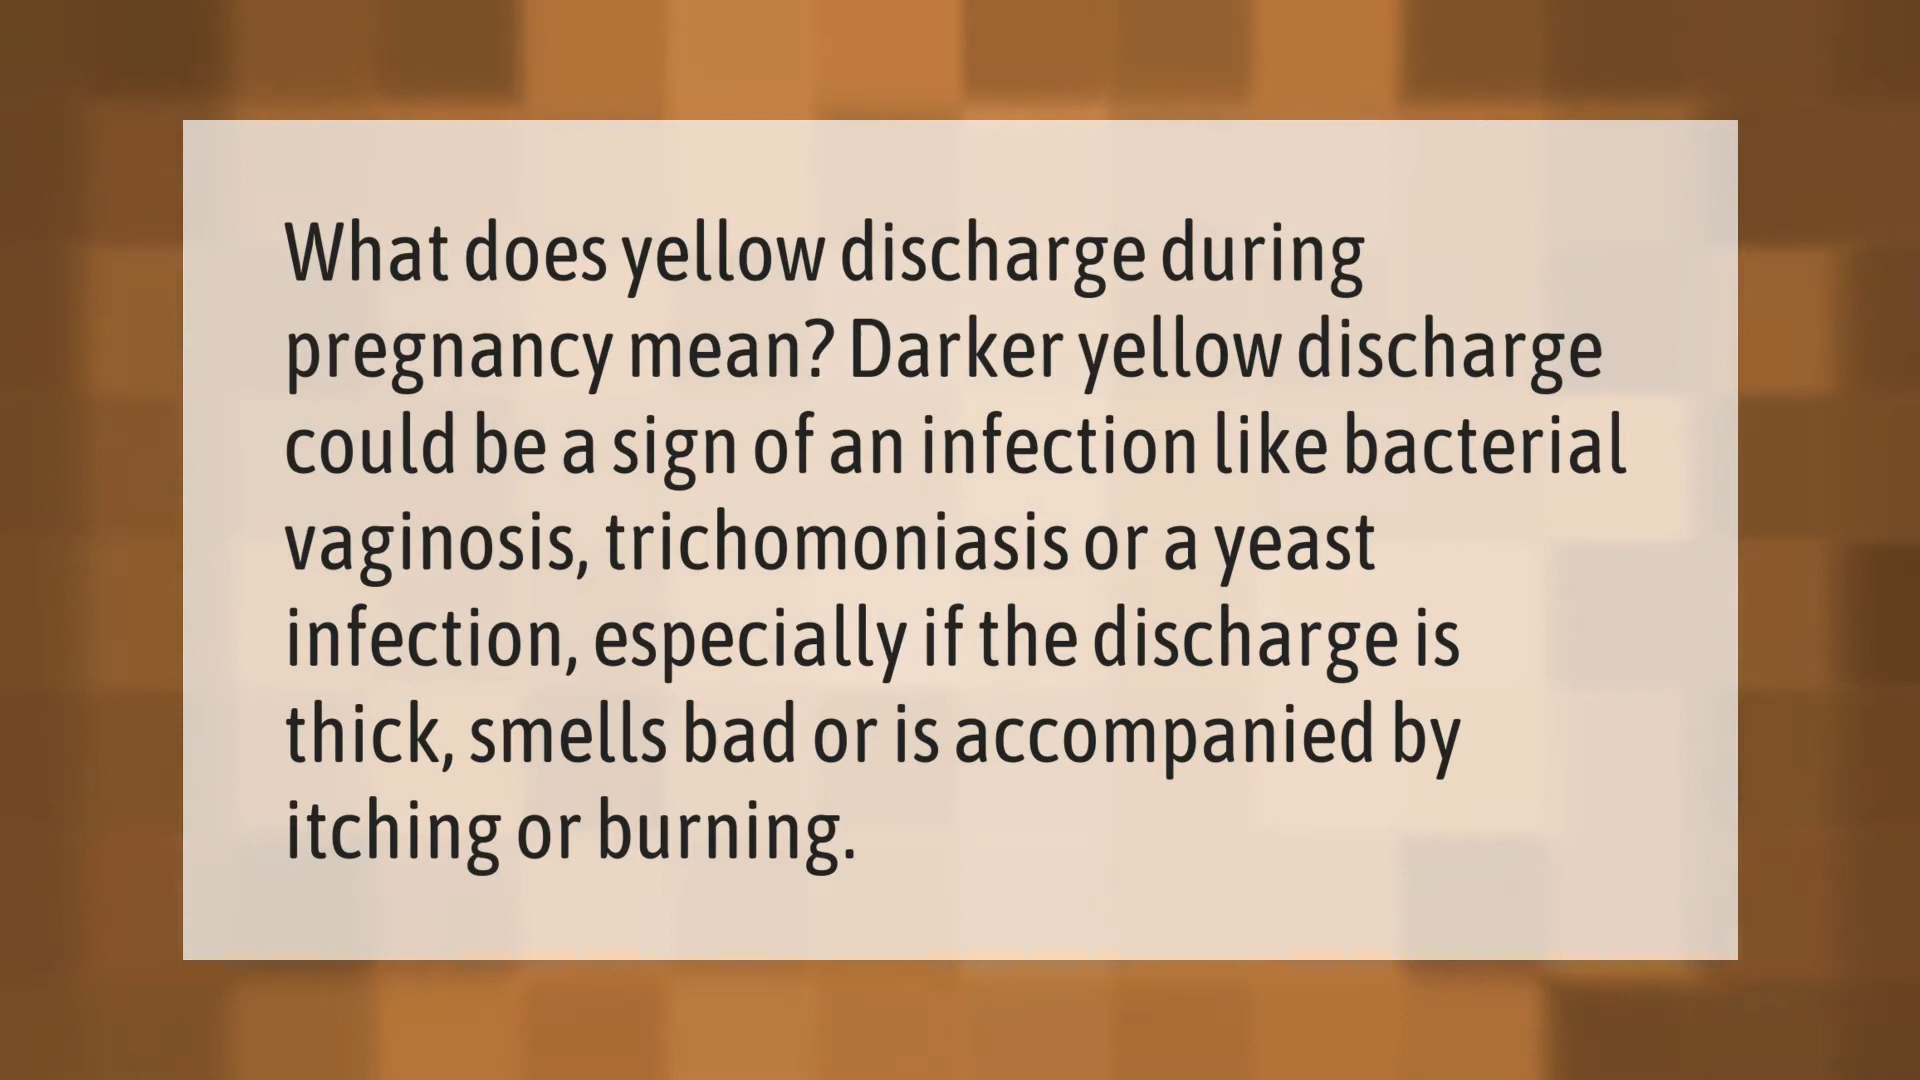 What does yellow discharge during
pregnancy mean? Darker yellow discharge
could be a sign of an infection like bacterial
vaginosis, trichomoniasis or a yeast
infection, especially if the discharge is
thick, smells bad or is accompanied by
itching or burning.